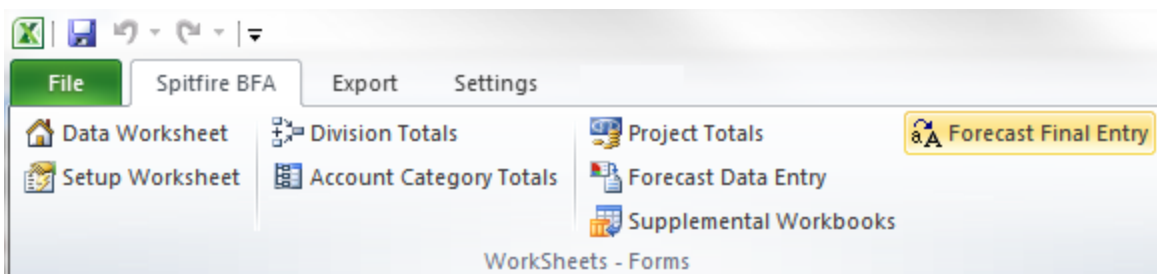 File Spitfire BFA Export Settings
Data Worksheet Division Totals Project Totals Forecast Final Entry
Setup Worksheet Account Category Totals Forecast Data Entry
Supplemental Workbooks
WorkSheets - Forms